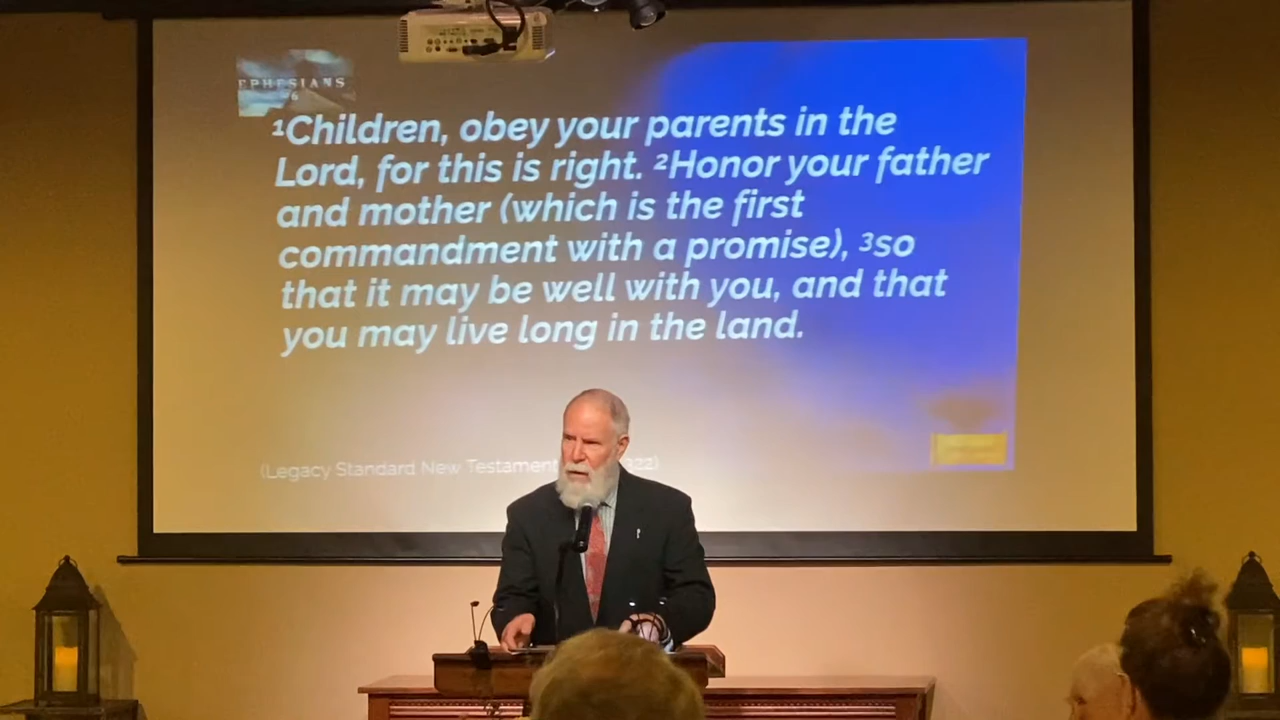 EPHESIANS
6
¹Children, obey your parents in the
Lord, for this is right. ²Honor your father
and mother (which is the first
commandment with a promise), ³so
that it may be well with you, and that
you may live long in the land.
(Legacy Standard New Testament 322)